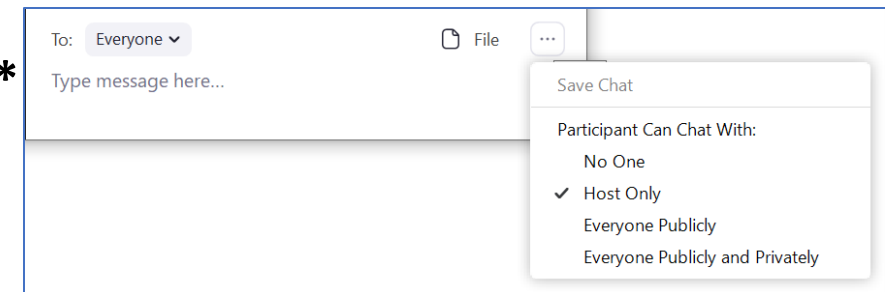 To: Everyone File ...
*
Type message here...
Save Chat
Participant Can Chat With:
No One
✓ Host Only
Everyone Publicly
Everyone Publicly and Privately